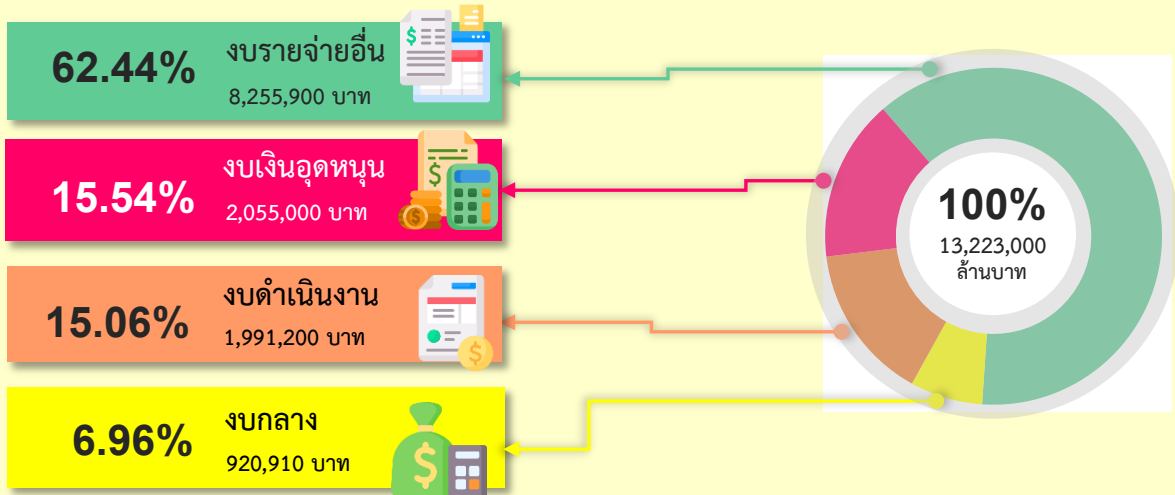 62.44%
งบรายจ่ายอื่น
8,255,900 บาท
15.54%
งบเงินอุดหนุน
2,055,000 บาท
15.06%
งบดำเนินงาน
1,991,200 บาท
6.96%
งบกลาง
920,910 บาท
100%
13,223,000
ล้านบาท